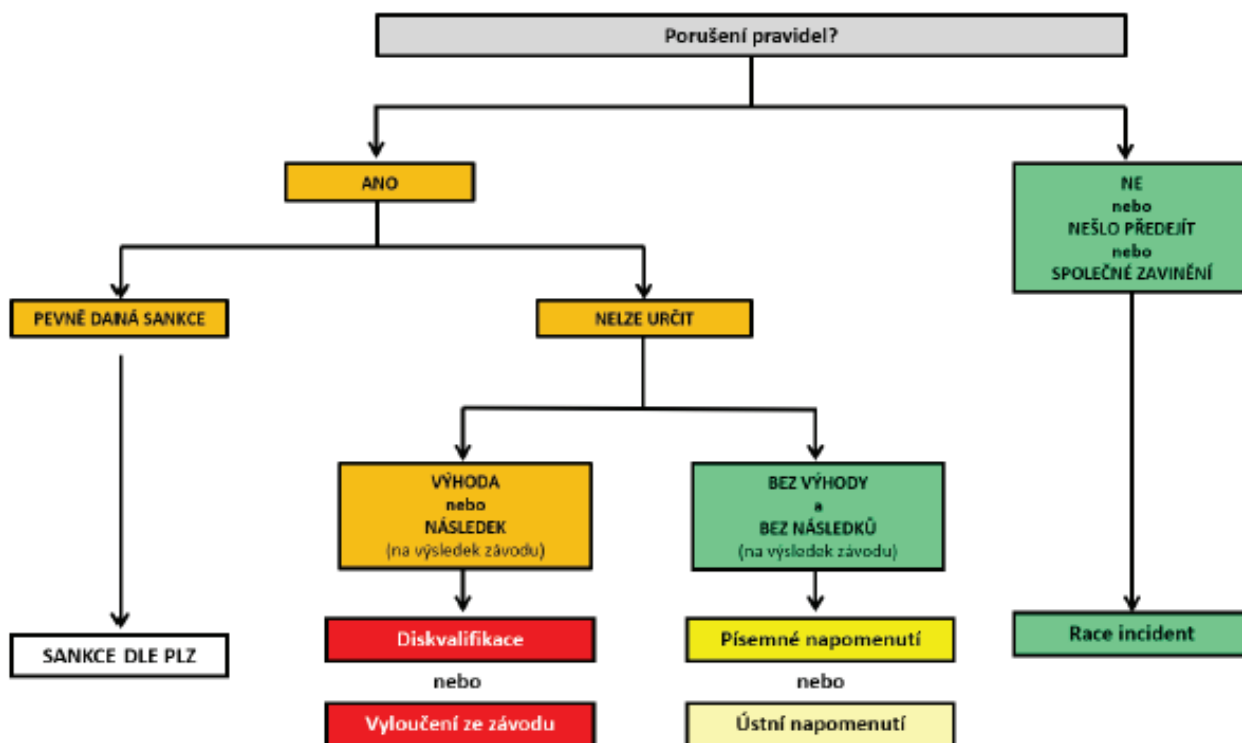 Porušení pravidel?
ANO
NE
nebo
NEŠLO PŘEDEJÍT
nebo
SPOLEČNÉ ZAVINĚNÍ
PEVNĚ DANÁ SANKCE
NELZE URČIT
VÝHODA
nebo
NÁSLEDEK
(na výsledek závodu)
BEZ VÝHODY
a
BEZ NÁSLEDKŮ
(na výsledek závodu)
SANKCE DLE PLZ
Diskvalifikace
nebo
Vyloučení ze závodu
Písemné napomenutí
nebo
Ústní napomenutí
Race incident